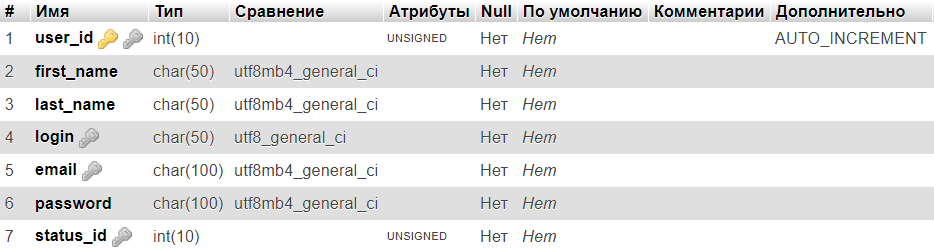 # Имя Тип Сравнение Атрибуты Null По умолчанию Комментарии Дополнительно
1 user_id int(10) UNSIGNED Нет Нет AUTO_INCREMENT
2 first_name char(50) utf8mb4_general_ci Нет Нет
3 last_name char(50) utf8mb4_general_ci Нет Нет
4 login char(50) utf8_general_ci Нет Нет
5 email char(100) utf8mb4_general_ci Нет Нет
6 password char(100) utf8mb4_general_ci Нет Нет
7 status_id int(10) UNSIGNED Нет Нет